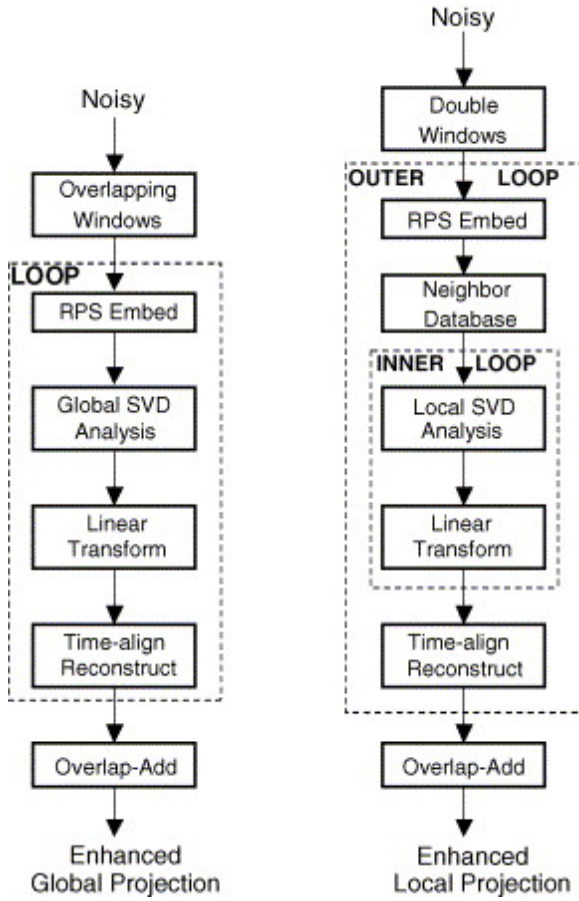 Noisy
Overlapping
Windows
LOOP
RPS Embed
Global SVD
Analysis
Linear
Transform
Time-align
Reconstruct
Overlap-Add
Enhanced
Global Projection
Noisy
Double
Windows
OUTER LOOP
RPS Embed
Neighbor
Database
INNER LOOP
Local SVD
Analysis
Linear
Transform
Time-align
Reconstruct
Overlap-Add
Enhanced
Local Projection